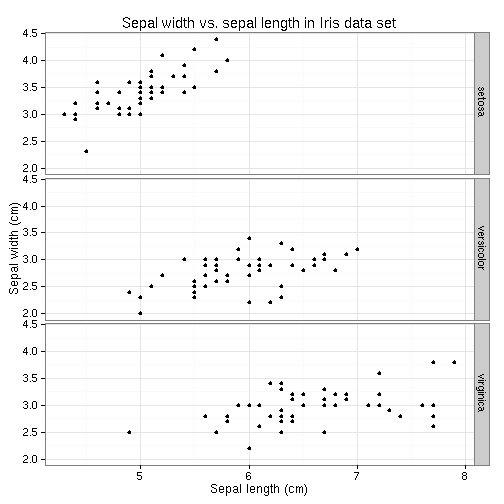 Sepal width vs. sepal length in Iris data set
Sepal width (cm)
4.5
4.0
3.5
3.0
2.5
2.0
setosa
4.5
4.0
3.5
3.0
2.5
2.0
versicolor
4.5
4.0
3.5
3.0
2.5
2.0
virginica
5 6 7 8
Sepal length (cm)